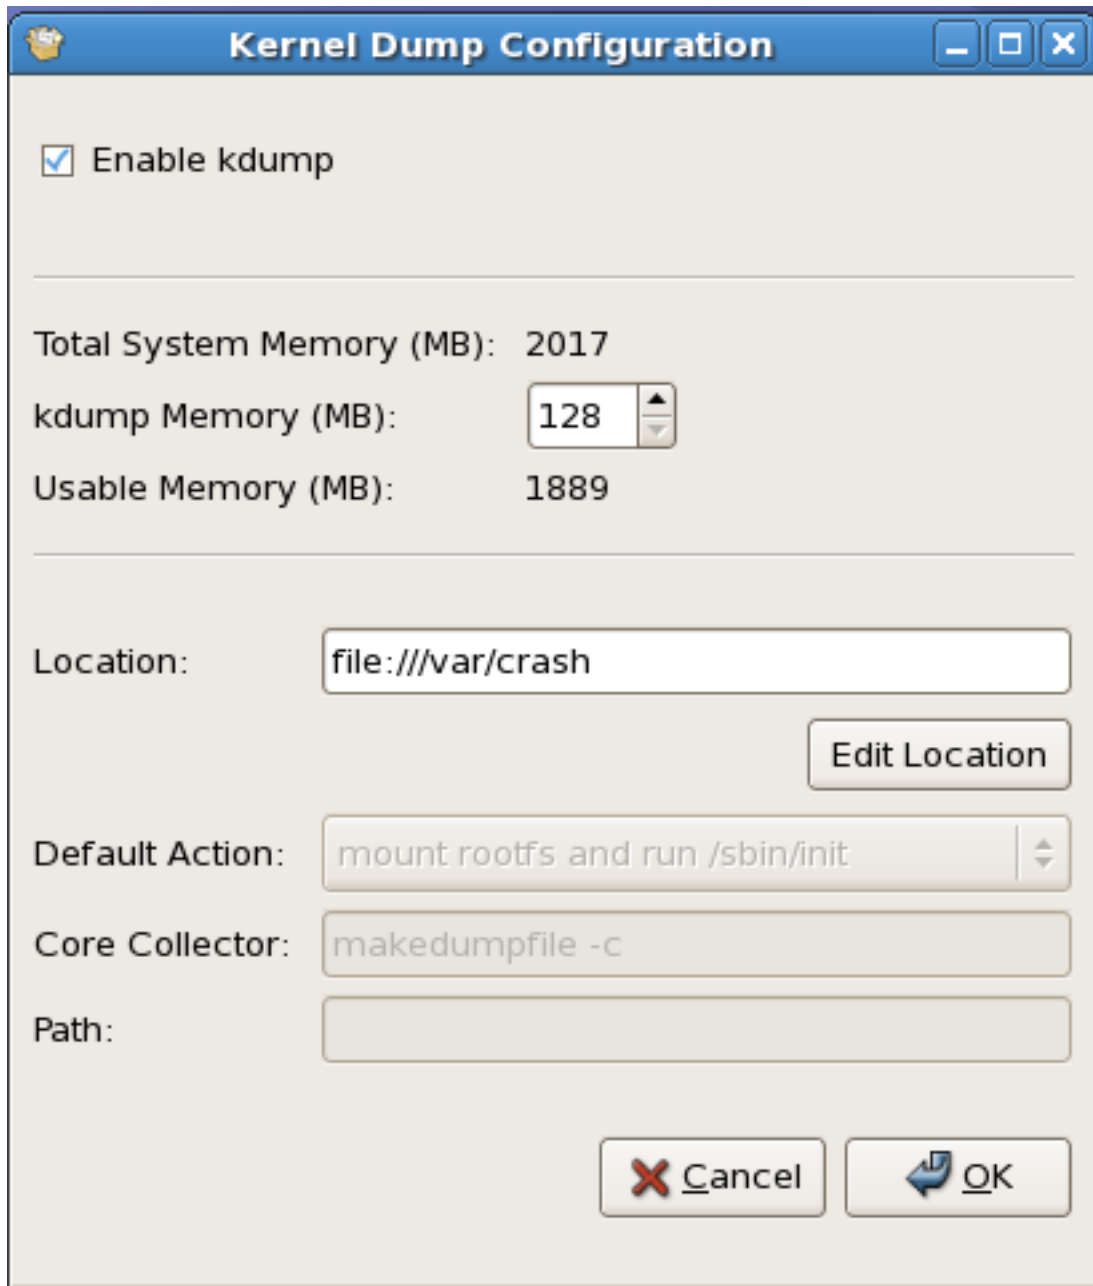 Kernel Dump Configuration
Enable kdump
Total System Memory (MB): 2017
kdump Memory (MB): 128
Usable Memory (MB): 1889
Location: file:///var/crash
Edit Location
Default Action: mount rootfs and run /sbin/init
Core Collector: makedumpfile -c
Path:
Cancel OK